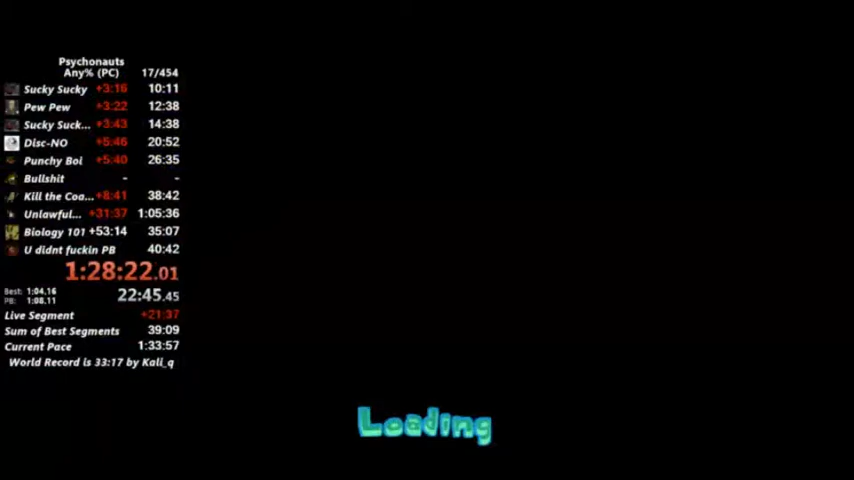 Psychonauts
Any% (PC) 17/454
Sucky Sucky +3:16 10:11
Pew Pew +3:22 12:38
Sucky Suck... +3:43 14:38
Disc-NO +5:46 20:52
Punchy Boi +5:40 26:35
Bullshit - -
Kill the Coa... +8:41 38:42
Unlawful... +31:37 1:05:36
Biology 101 +53:14 35:07
U didnt fuckin PB 40:42
1:28:22.01
Best: 1:04.16
PB: 1:08.11
22:45.45
Live Segment +21:37
Sum of Best Segments 39:09
Current Pace 1:33:57
World Record is 33:17 by Kali_q
Loading